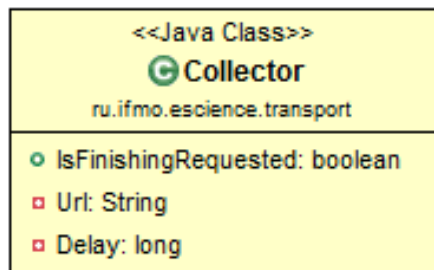 <<Java Class>>
C Collector
ru.ifmo.escience.transport
IsFinishingRequested: boolean
Url: String
Delay: long